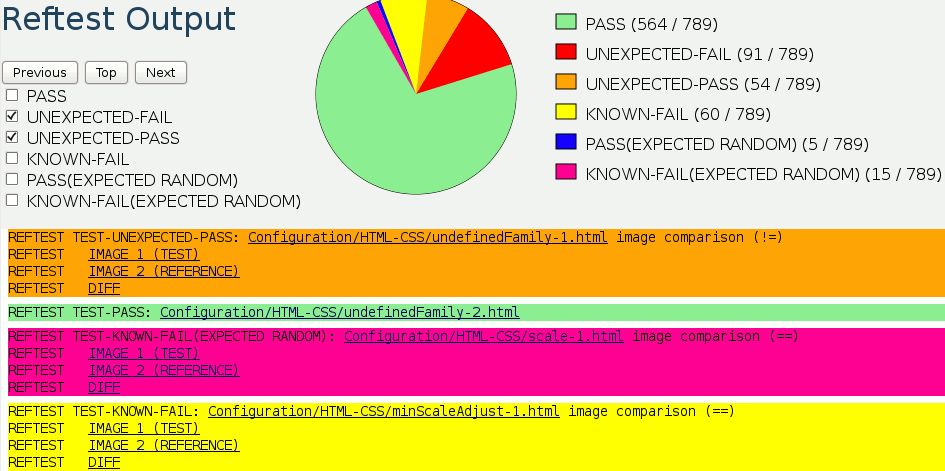 Reftest Output
Previous Top Next
PASS
UNEXPECTED-FAIL
UNEXPECTED-PASS
KNOWN-FAIL
PASS(EXPECTED RANDOM)
KNOWN-FAIL(EXPECTED RANDOM)
PASS (564 / 789)
UNEXPECTED-FAIL (91 / 789)
UNEXPECTED-PASS (54 / 789)
KNOWN-FAIL (60 / 789)
PASS(EXPECTED RANDOM) (5 / 789)
KNOWN-FAIL(EXPECTED RANDOM) (15 / 789)
REFTEST TEST-UNEXPECTED-PASS: Configuration/HTML-CSS/undefinedFamily-1.html image comparison (!=)
REFTEST IMAGE 1 (TEST)
REFTEST IMAGE 2 (REFERENCE)
REFTEST DIFF
REFTEST TEST-PASS: Configuration/HTML-CSS/undefinedFamily-2.html
REFTEST TEST-KNOWN-FAIL(EXPECTED RANDOM): Configuration/HTML-CSS/scale-1.html image comparison (==)
REFTEST IMAGE 1 (TEST)
REFTEST IMAGE 2 (REFERENCE)
REFTEST DIFF
REFTEST TEST-KNOWN-FAIL: Configuration/HTML-CSS/minScaleAdjust-1.html image comparison (==)
REFTEST IMAGE 1 (TEST)
REFTEST IMAGE 2 (REFERENCE)
REFTEST DIFF